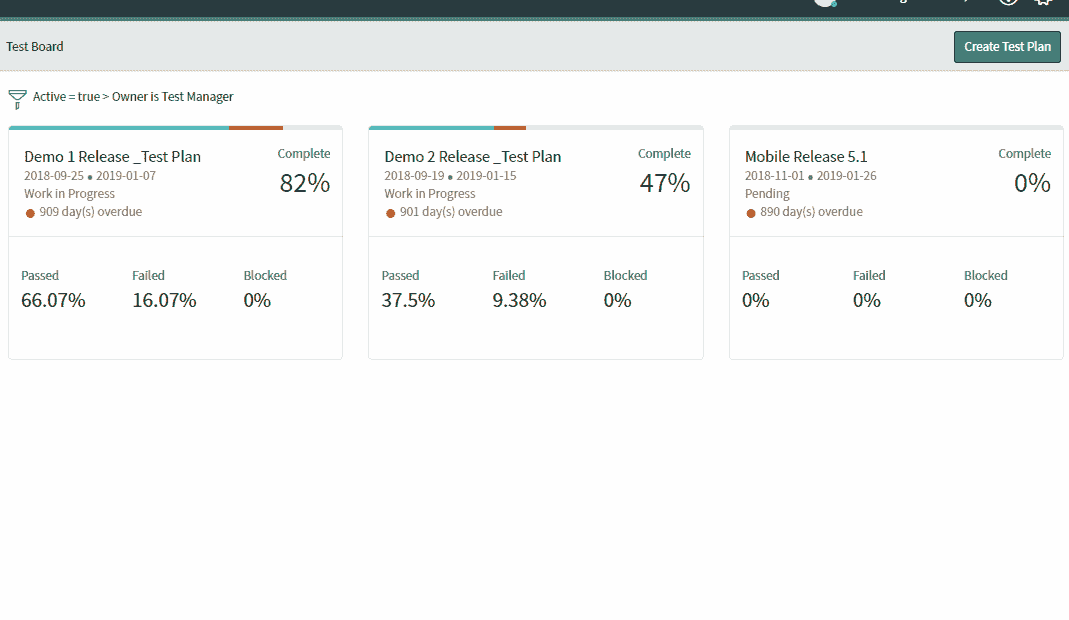 Test Board
Create Test Plan
Active = true > Owner is Test Manager
Demo 1 Release _Test Plan
Complete
2018-09-25 ● 2019-01-07
82%
Work in Progress
909 day(s) overdue
Passed
Failed
Blocked
66.07%
16.07%
0%
Demo 2 Release _Test Plan
Complete
2018-09-19 ● 2019-01-15
47%
Work in Progress
901 day(s) overdue
Passed
Failed
Blocked
37.5%
9.38%
0%
Mobile Release 5.1
Complete
2018-11-01 ● 2019-01-26
0%
Pending
890 day(s) overdue
Passed
Failed
Blocked
0%
0%
0%